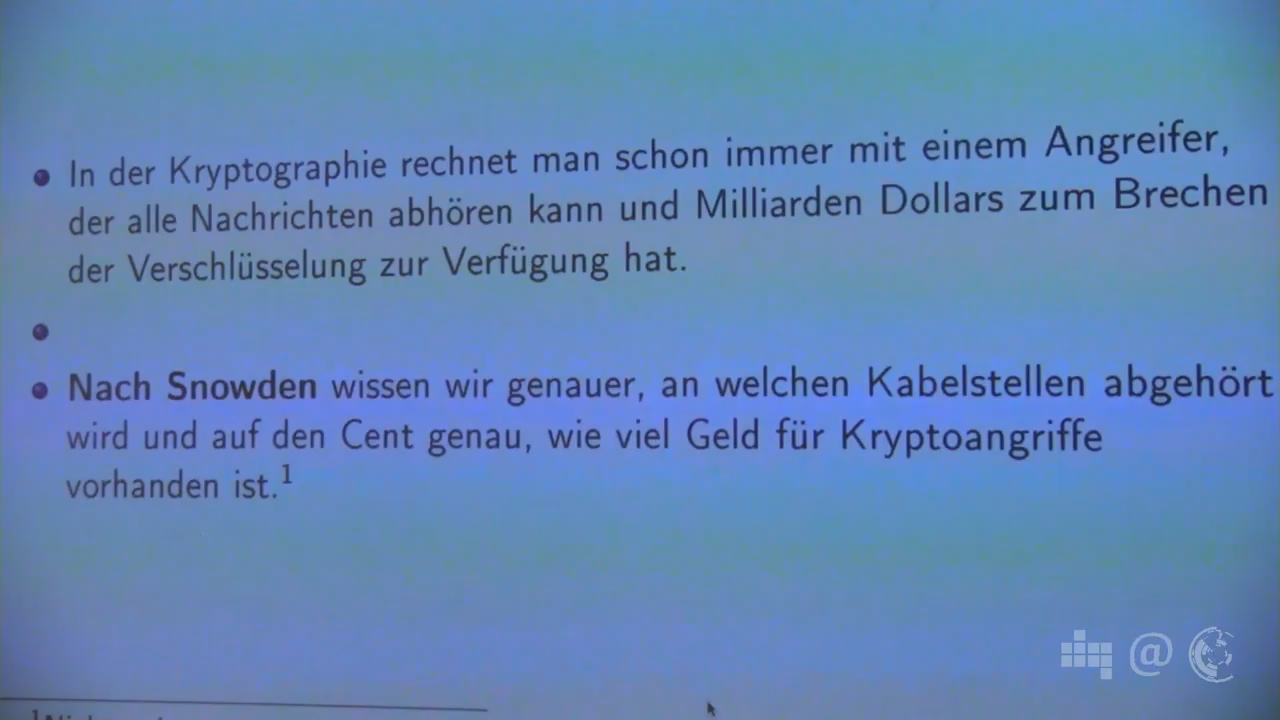 In der Kryptographie rechnet man schon immer mit einem Angreifer,
der alle Nachrichten abhören kann und Milliarden Dollars zum Brechen
der Verschlüsselung zur Verfügung hat.
Nach Snowden wissen wir genauer, an welchen Kabelstellen abgehört
wird und auf den Cent genau, wie viel Geld für Kryptoangriffe
vorhanden ist.¹
@